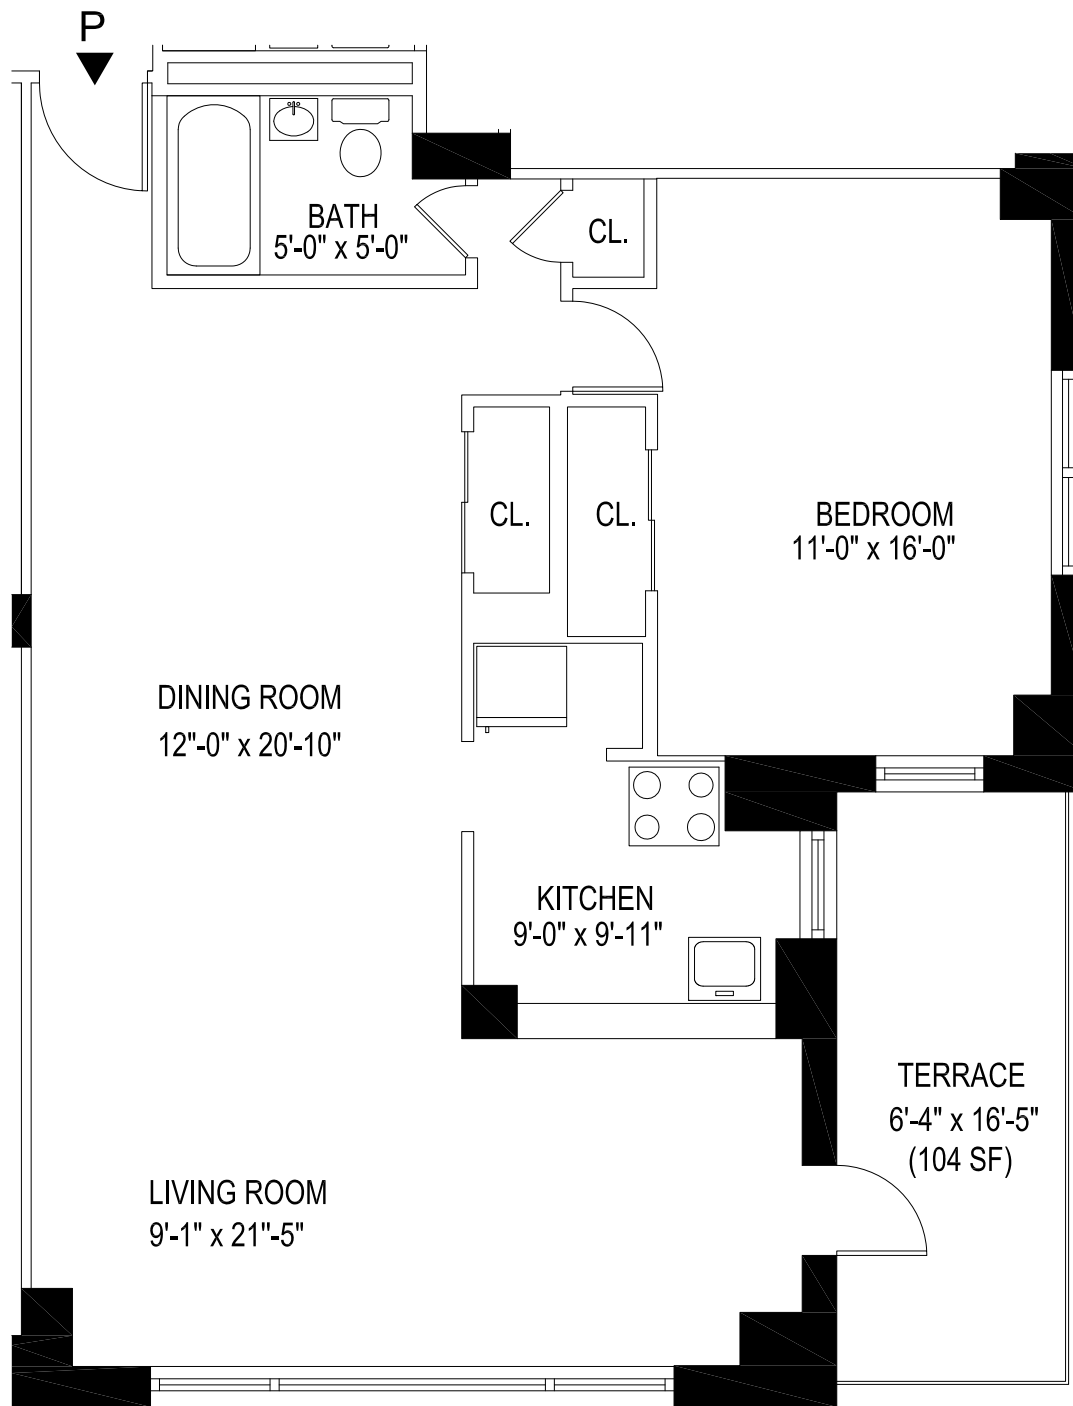 P
BATH
5'-0" x 5'-0"
CL.
CL.
CL.
BEDROOM
11'-0" x 16'-0"
DINING ROOM
12"-0" x 20'-10"
KITCHEN
9'-0" x 9'-11"
TERRACE
6'-4" x 16'-5"
(104 SF)
LIVING ROOM
9'-1" x 21"-5"